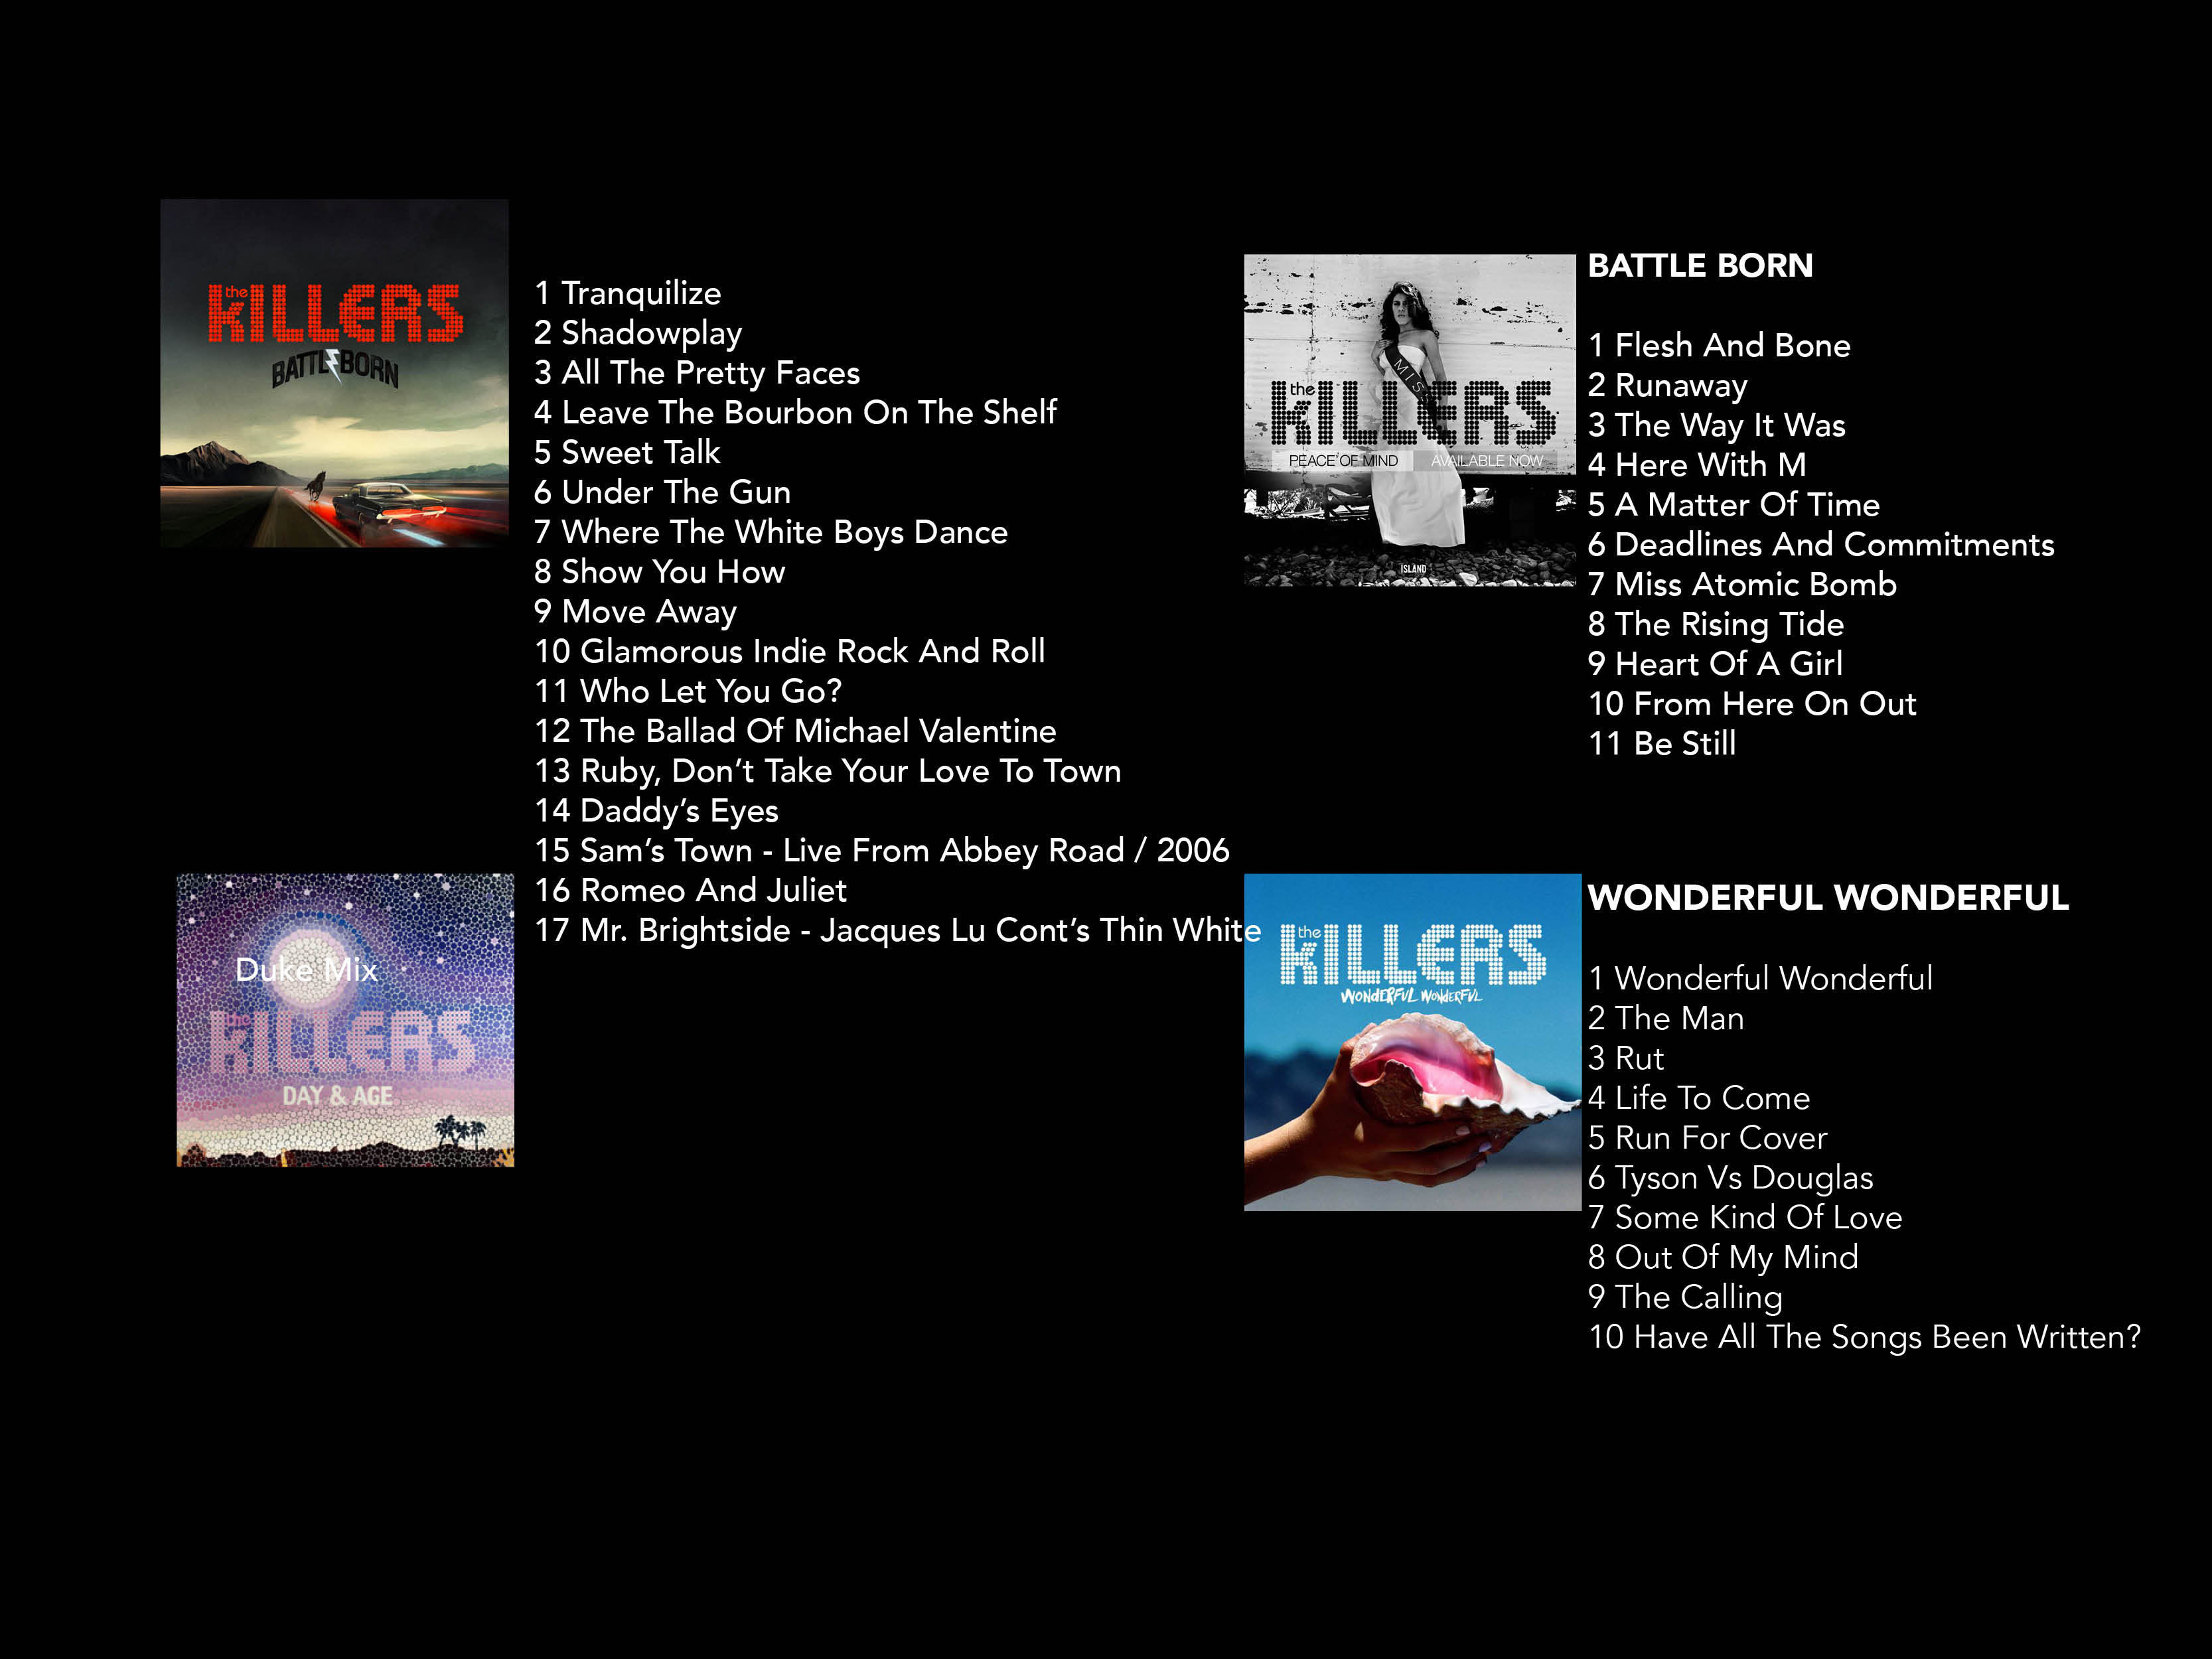 the KILLERS
BATTLE BORN
1 Tranquilize
2 Shadowplay
3 All The Pretty Faces
4 Leave The Bourbon On The Shelf
5 Sweet Talk
6 Under The Gun
7 Where The White Boys Dance
8 Show You How
9 Move Away
10 Glamorous Indie Rock And Roll
11 Who Let You Go?
12 The Ballad Of Michael Valentine
13 Ruby, Don’t Take Your Love To Town
14 Daddy’s Eyes
15 Sam’s Town - Live From Abbey Road / 2006
16 Romeo And Juliet
17 Mr. Brightside - Jacques Lu Cont’s Thin White
Duke Mix
the KILLERS
DAY & AGE
MISS
the KILLERS
PEACE OF MIND AVAILABLE NOW
ISLAND
BATTLE BORN
1 Flesh And Bone
2 Runaway
3 The Way It Was
4 Here With M
5 A Matter Of Time
6 Deadlines And Commitments
7 Miss Atomic Bomb
8 The Rising Tide
9 Heart Of A Girl
10 From Here On Out
11 Be Still
the KILLERS
WONDERFUL WONDERFUL
WONDERFUL WONDERFUL
1 Wonderful Wonderful
2 The Man
3 Rut
4 Life To Come
5 Run For Cover
6 Tyson Vs Douglas
7 Some Kind Of Love
8 Out Of My Mind
9 The Calling
10 Have All The Songs Been Written?